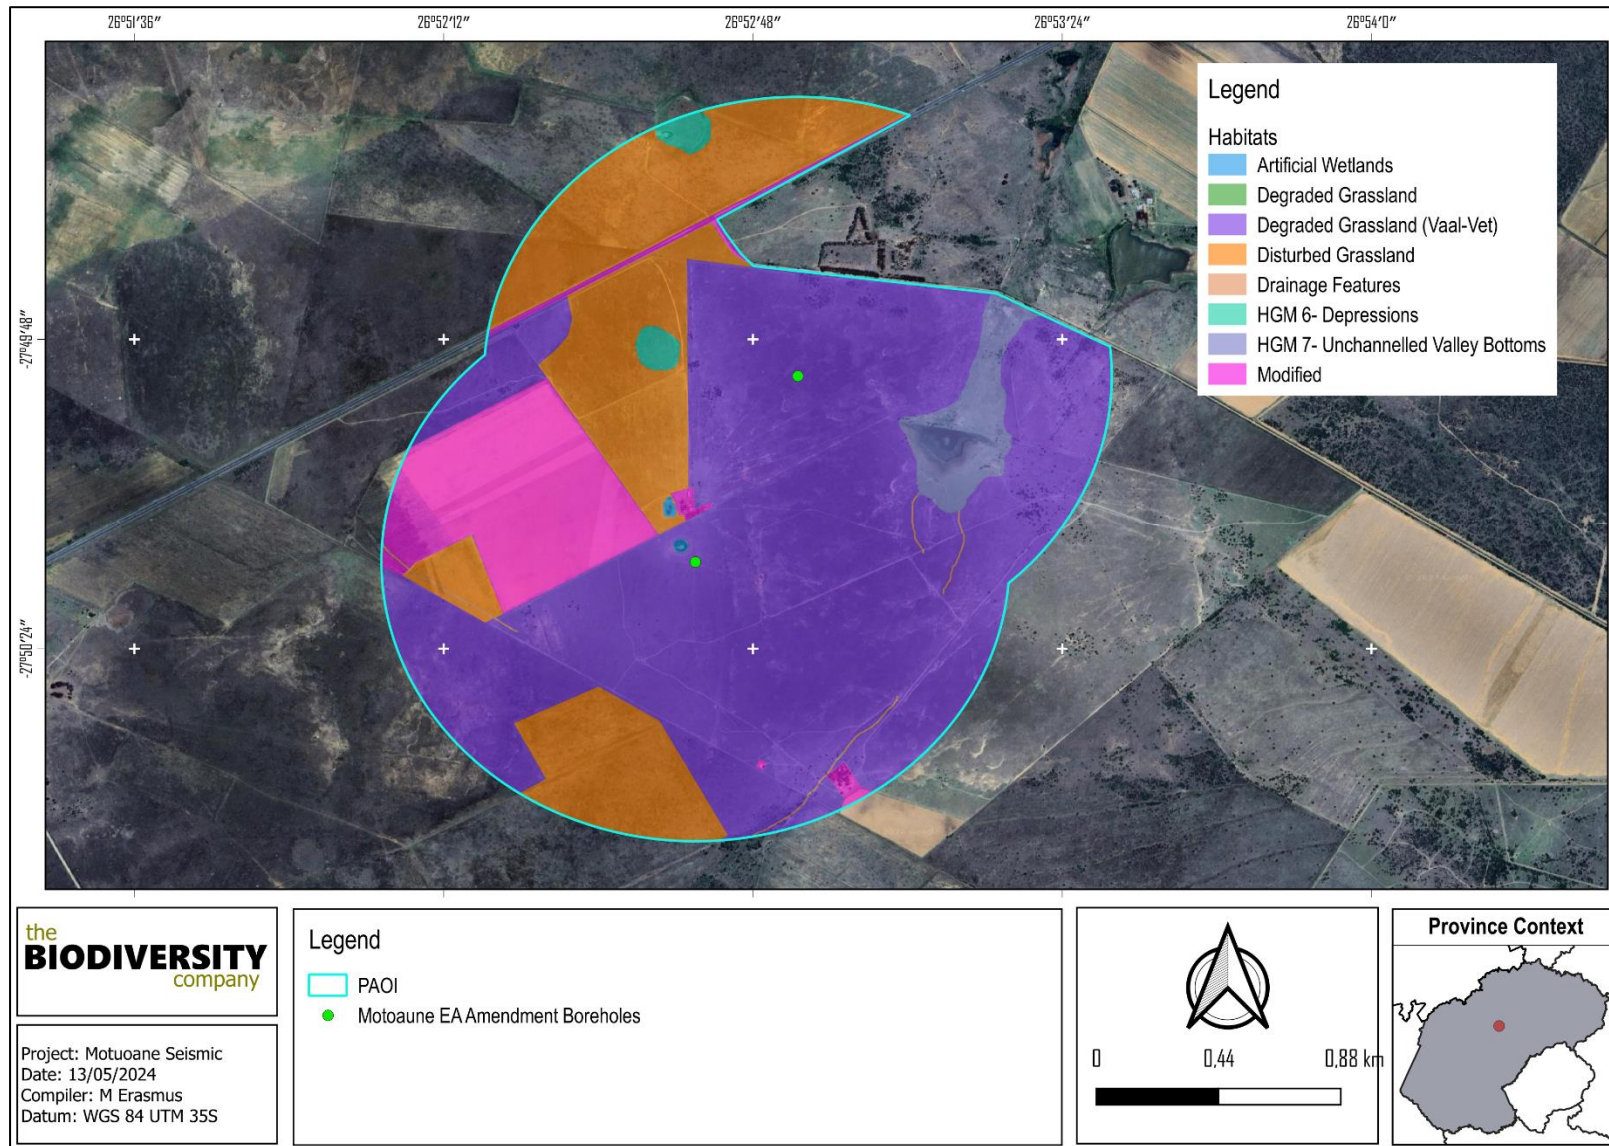 26°51′36″ 26°52′12″ 26°52′48″ 26°53′24″ 26°54′0″
-27°49′48″
-27°50′24″
Legend
Habitats
Artificial Wetlands
Degraded Grassland
Degraded Grassland (Vaal-Vet)
Disturbed Grassland
Drainage Features
HGM 6- Depressions
HGM 7- Unchannelled Valley Bottoms
Modified
the
BIODIVERSITY
company
Project: Motuoane Seismic
Date: 13/05/2024
Compiler: M Erasmus
Datum: WGS 84 UTM 35S
Legend
PAOI
Motoaune EA Amendment Boreholes
0 0,44 0,88 km
Province Context